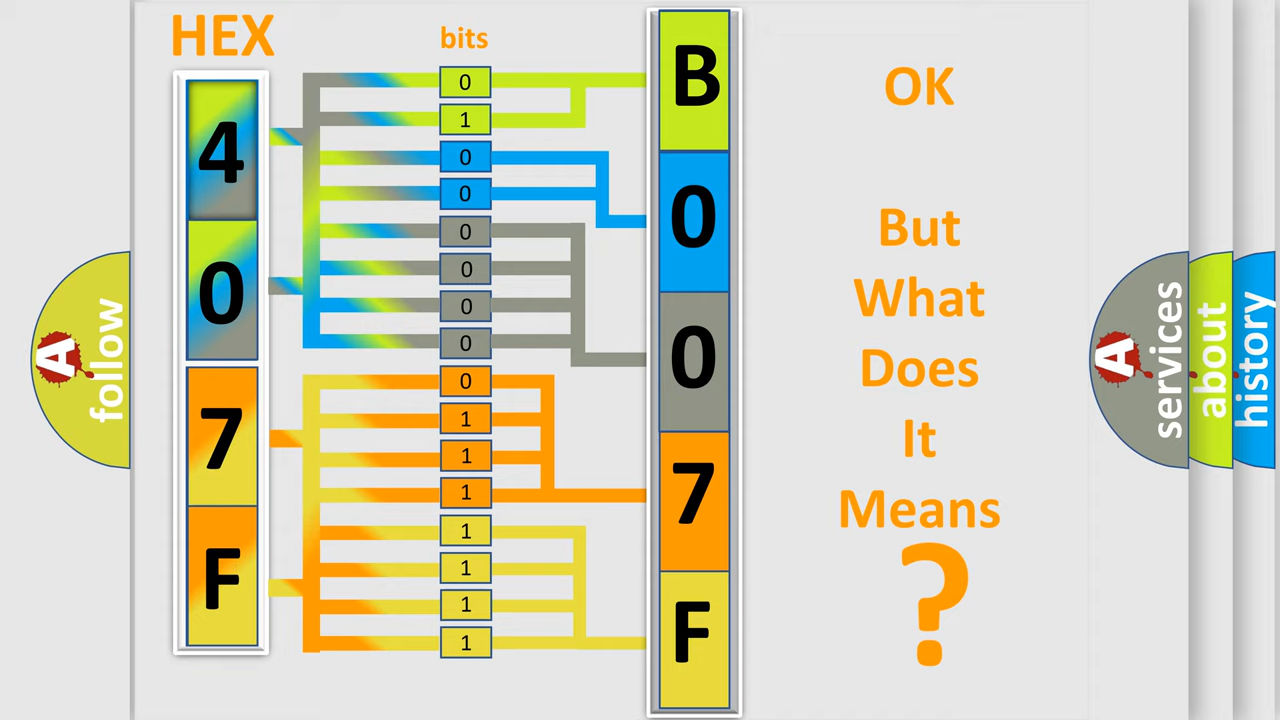 HEX
bits
4
0
7
F
0
1
0
0
0
0
0
0
0
1
1
1
1
1
1
1
B
0
0
7
F
OK
But
What
Does
It
Means
?
A
follow
A
services
about
history